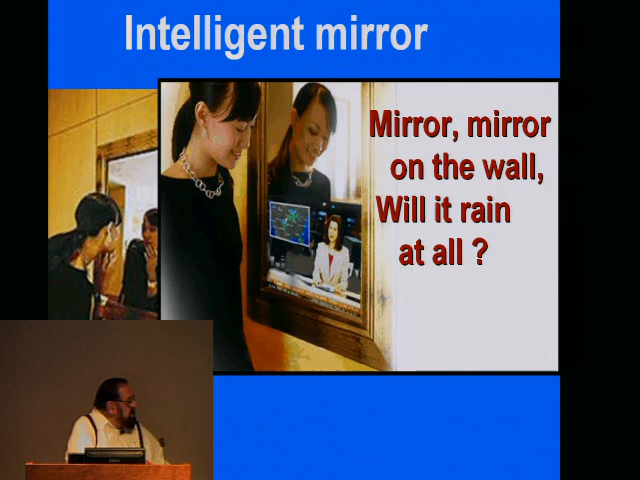 Intelligent mirror
Mirror, mirror
on the wall,
Will it rain
at all ?